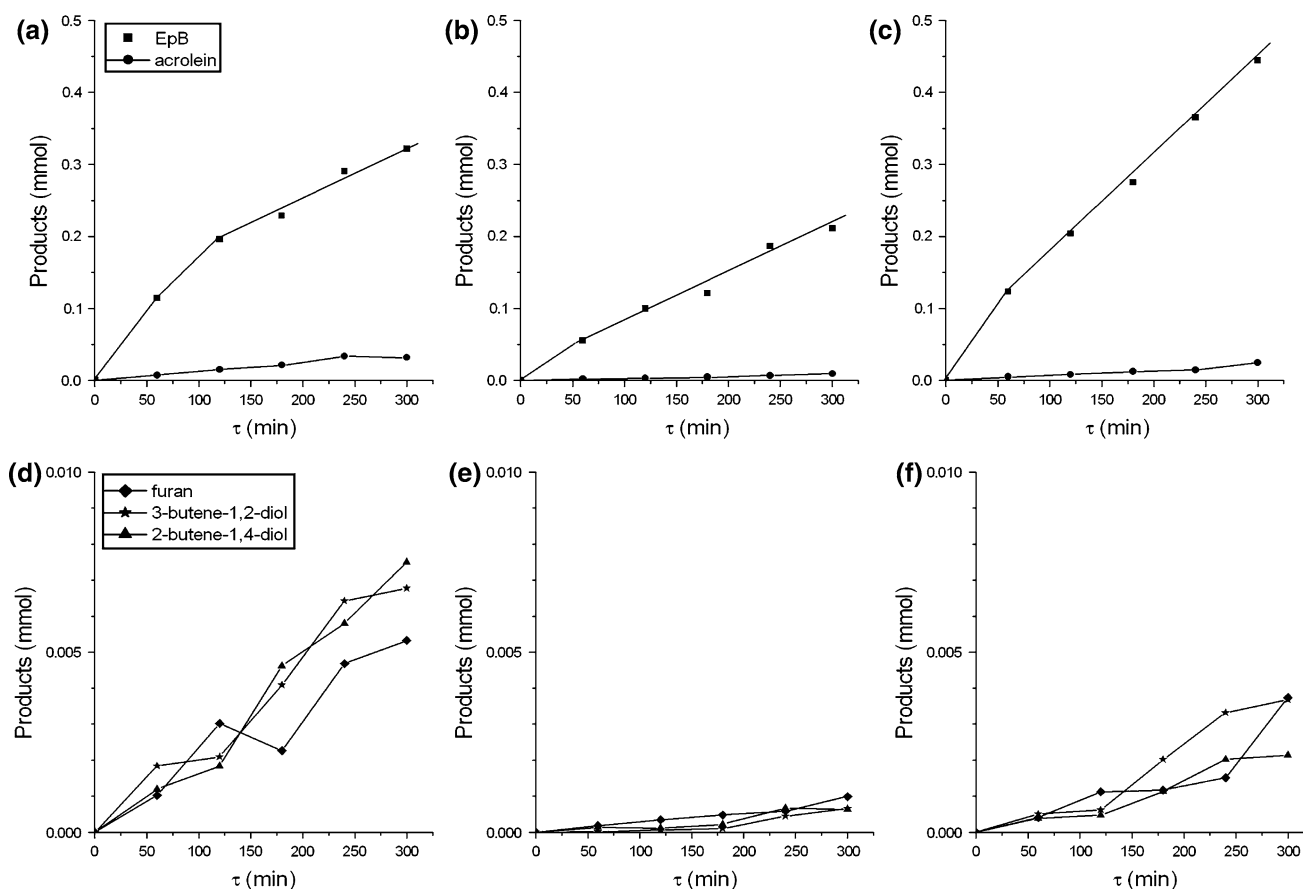 (a)
EpB
acrolein
0.5
0.4
0.3
0.2
0.1
0.0
Products (mmol)
0 50 100 150 200 250 300
τ (min)
(b)
0.5
0.4
0.3
0.2
0.1
0.0
Products (mmol)
0 50 100 150 200 250 300
τ (min)
(c)
0.5
0.4
0.3
0.2
0.1
0.0
Products (mmol)
0 50 100 150 200 250 300
τ (min)
(d)
furan
3-butene-1,2-diol
2-butene-1,4-diol
0.010
0.005
0.000
Products (mmol)
0 50 100 150 200 250 300
τ (min)
(e)
0.010
0.005
0.000
Products (mmol)
0 50 100 150 200 250 300
τ (min)
(f)
0.010
0.005
0.000
Products (mmol)
0 50 100 150 200 250 300
τ (min)